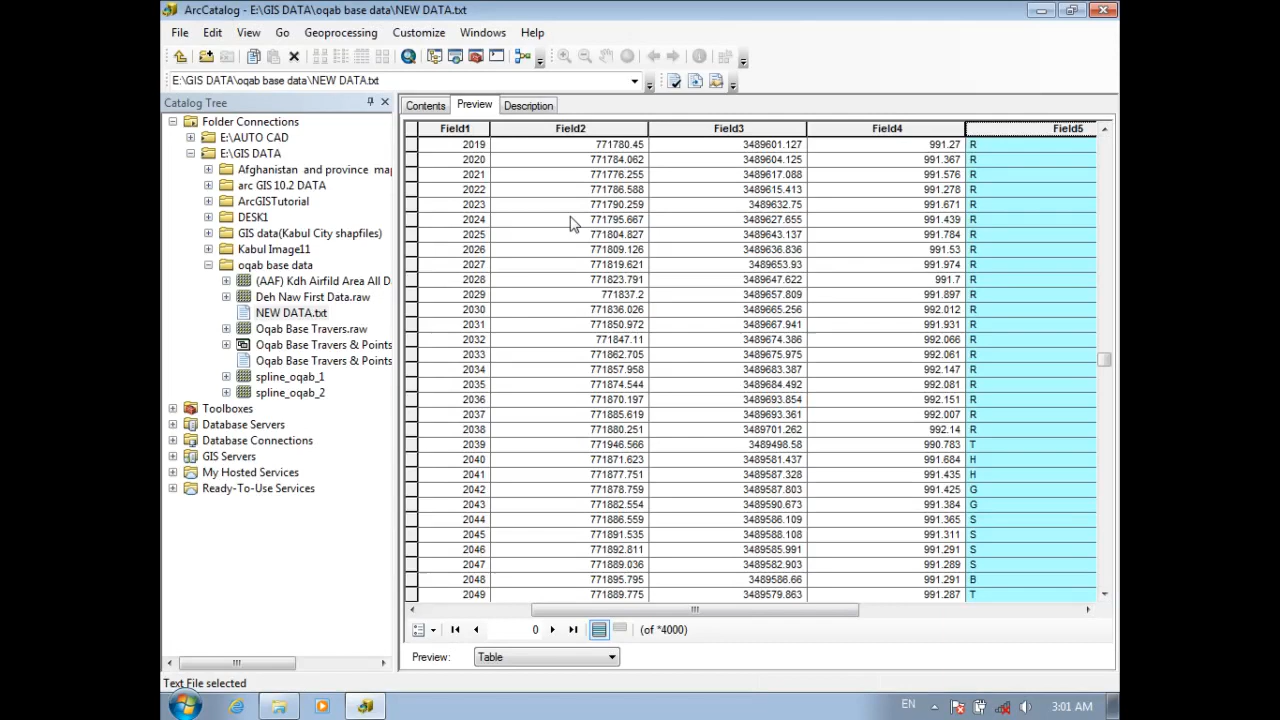 ArcCatalog - E:\GIS DATA\oqab base data\NEW DATA.txt
File Edit View Go Geoprocessing Customize Windows Help
E:\GIS DATA\oqab base data\NEW DATA.txt
Catalog Tree
Folder Connections
E:\AUTO CAD
E:\GIS DATA
Afghanistan and province ma
arc GIS 10.2 DATA
ArcGISTutorial
DESK1
GIS data(Kabul City shapfiles)
Kabul Image11
oqab base data
(AAF) Kdh Airfild Area All D
Deh Naw First Data.raw
NEW DATA.txt
Oqab Base Travers.raw
Oqab Base Travers & Points
Oqab Base Travers & Points
spline_oqab_1
spline_oqab_2
Toolboxes
Database Servers
Database Connections
GIS Servers
My Hosted Services
Ready-To-Use Services
Contents Preview Description
Field1 Field2 Field3 Field4 Field5
2019 771780.45 3489601.127 991.27 R
2020 771784.062 3489604.125 991.367 R
2021 771776.255 3489617.088 991.576 R
2022 771786.588 3489615.413 991.278 R
2023 771790.259 3489632.75 991.671 R
2024 771795.667 3489627.655 991.439 R
2025 771804.827 3489643.137 991.784 R
2026 771809.126 3489636.836 991.53 R
2027 771819.621 3489653.93 991.974 R
2028 771823.791 3489647.622 991.7 R
2029 771837.2 3489657.809 991.897 R
2030 771836.026 3489665.256 992.012 R
2031 771850.972 3489667.941 991.931 R
2032 771847.11 3489674.386 992.066 R
2033 771862.705 3489675.975 992.061 R
2034 771857.958 3489683.387 992.147 R
2035 771874.544 3489684.492 992.081 R
2036 771870.197 3489693.854 992.151 R
2037 771885.619 3489693.361 992.007 R
2038 771880.251 3489701.262 992.14 R
2039 771946.566 3489498.58 990.783 T
2040 771871.623 3489581.437 991.684 H
2041 771877.751 3489587.328 991.435 H
2042 771878.759 3489587.803 991.425 G
2043 771882.554 3489590.673 991.384 G
2044 771886.559 3489586.109 991.365 S
2045 771891.535 3489588.108 991.311 S
2046 771892.811 3489585.991 991.291 S
2047 771889.036 3489582.903 991.289 S
2048 771895.795 3489586.66 991.291 B
2049 771889.775 3489579.863 991.287 T
0 (of *4000)
Preview: Table
Text File selected
EN 3:01 AM